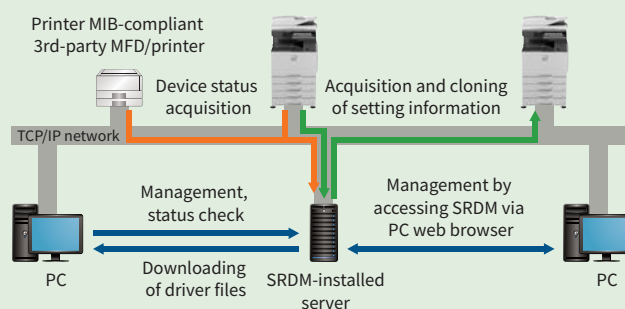 Printer MIB-compliant
3rd-party MFD/printer
Device status
acquisition
Acquisition and cloning
of setting information
TCP/IP network
Management,
status check
Management by
accessing SRDM via
PC web browser
Downloading
of driver files
PC
SRDM-installed
server
PC